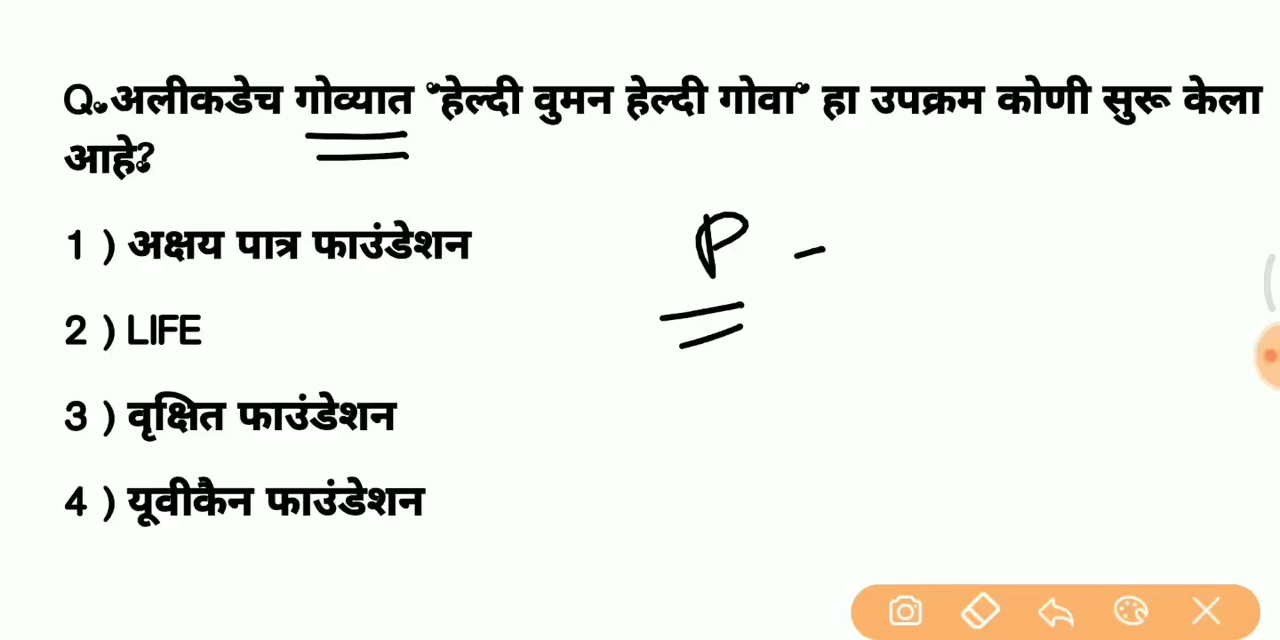 Q.अलीकडेच गोव्यात "हेल्दी वुमन हेल्दी गोवा" हा उपक्रम कोणी सुरू केला
आहे?
1 ) अक्षय पात्र फाउंडेशन
P -
2 ) LIFE
3 ) वृक्षित फाउंडेशन
4 ) यूवीकैन फाउंडेशन